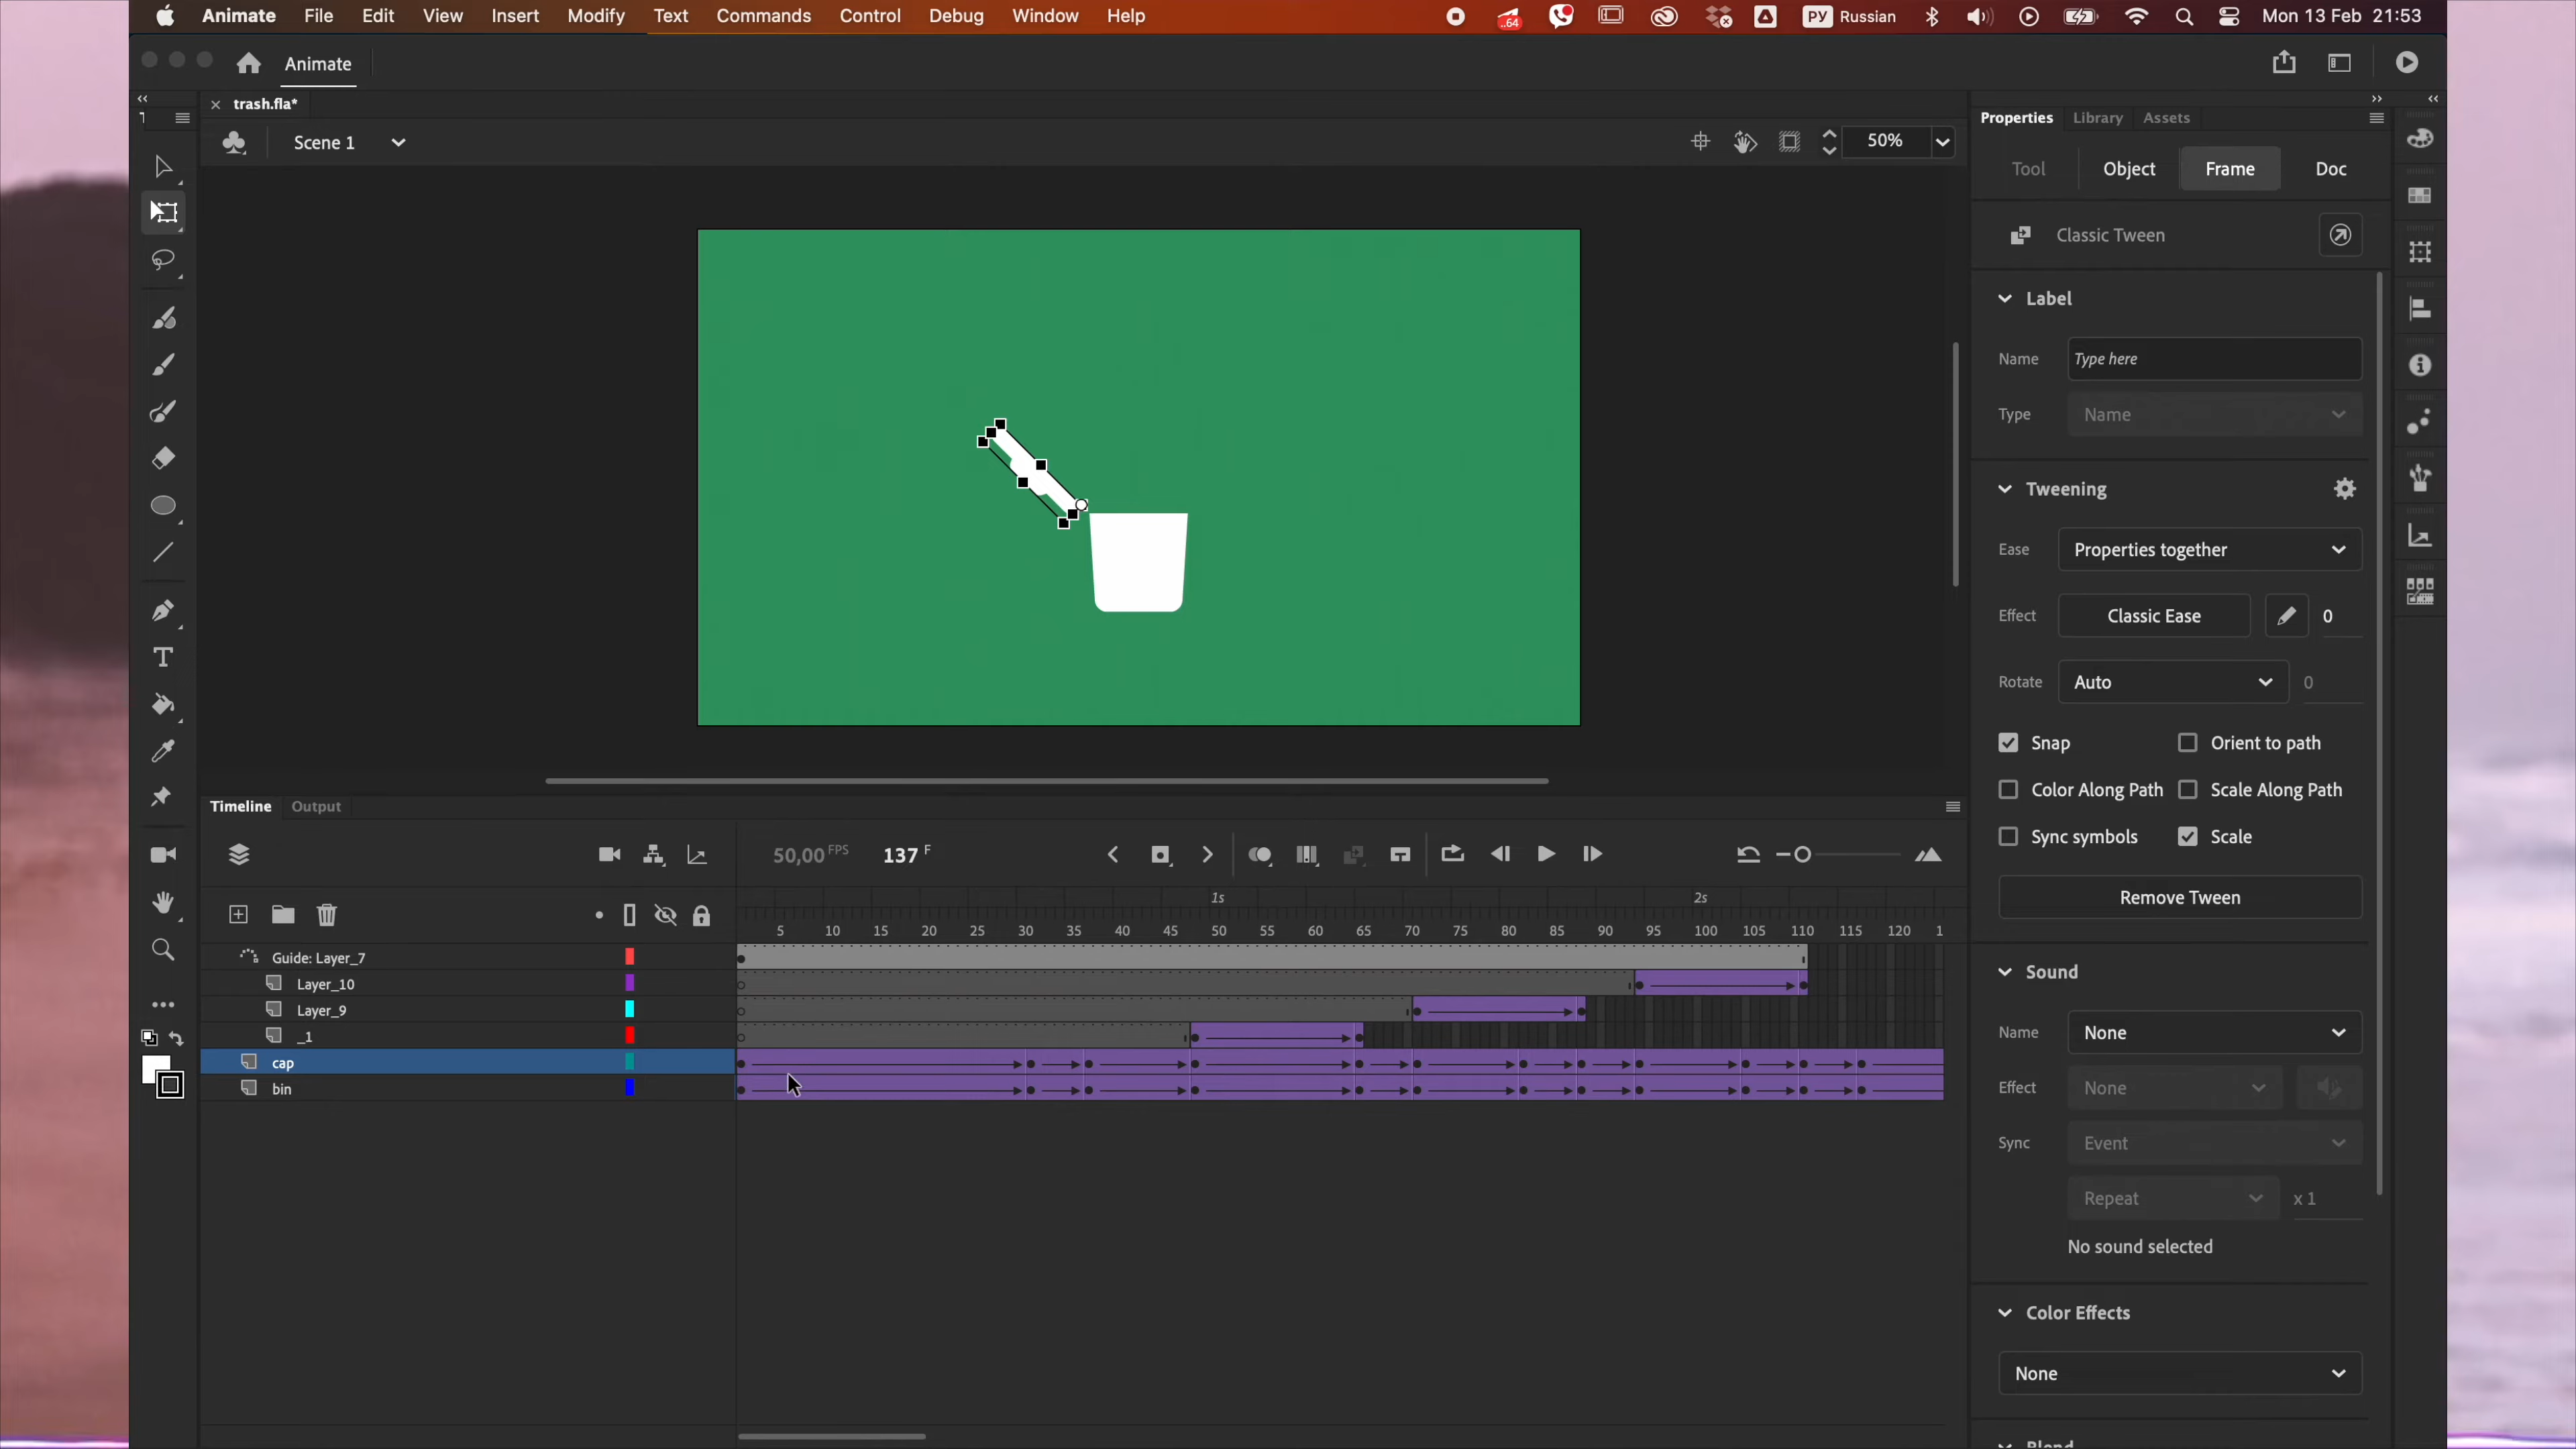 Animate File Edit View Insert Modify Text Commands Control Debug Window Help
..64 РУ Russian Mon 13 Feb 21:53
Animate
trash.fla*
Scene 1
50%
Properties Library Assets
Tool Object Frame Doc
Classic Tween
Label
Name Type here
Type Name
Tweening
Ease Properties together
Effect Classic Ease 0
Rotate Auto 0
Snap Orient to path
Color Along Path Scale Along Path
Sync symbols Scale
Remove Tween
Sound
Name None
Effect None
Sync Event
Repeat x 1
No sound selected
Color Effects
None
Timeline Output
50,00 FPS 137 F
1s 2s
5 10 15 20 25 30 35 40 45 50 55 60 65 70 75 80 85 90 95 100 105 110 115 120 1
Guide: Layer_7
Layer_10
Layer_9
_1
cap
bin